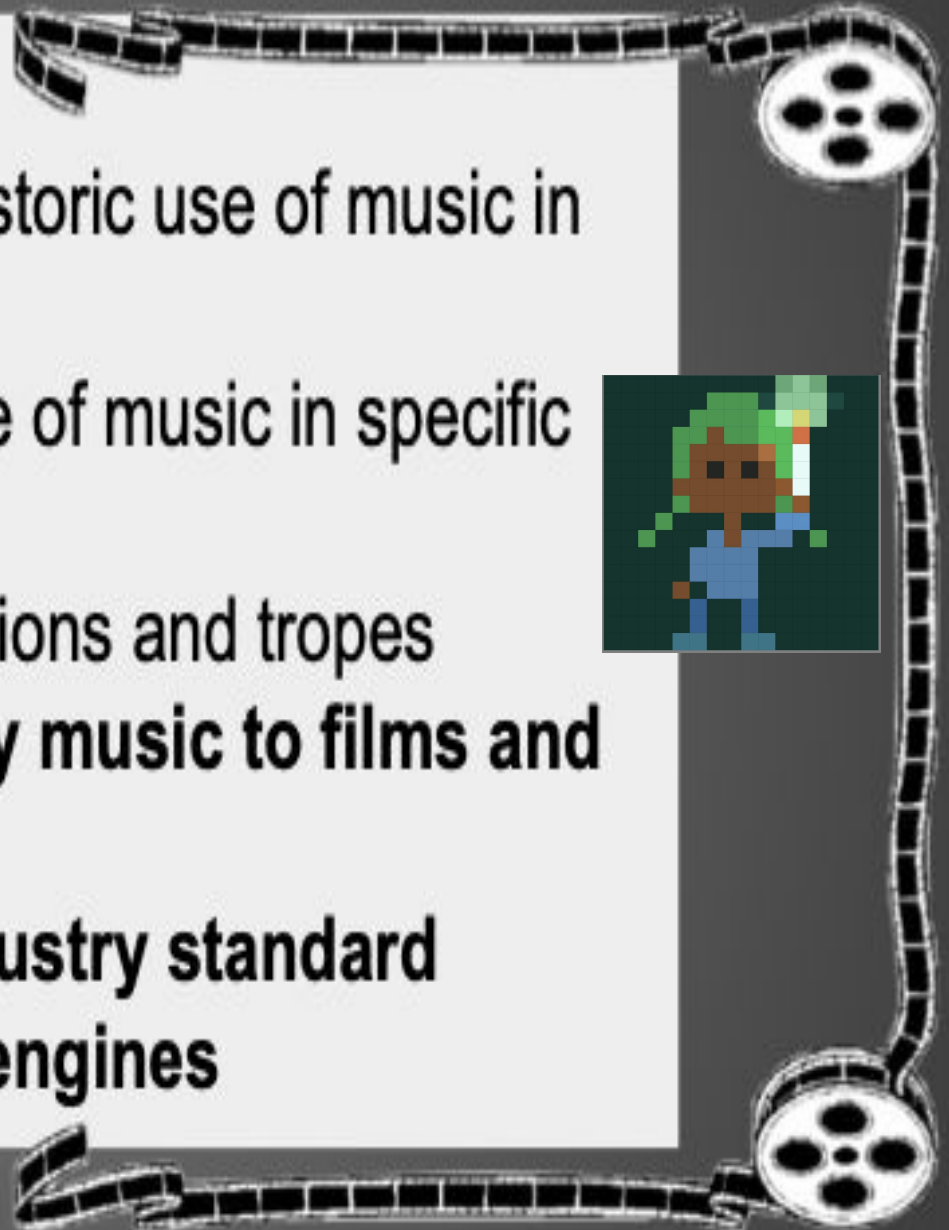 storic use of music in
e of music in specific
ions and tropes
y music to films and
ustry standard
engines